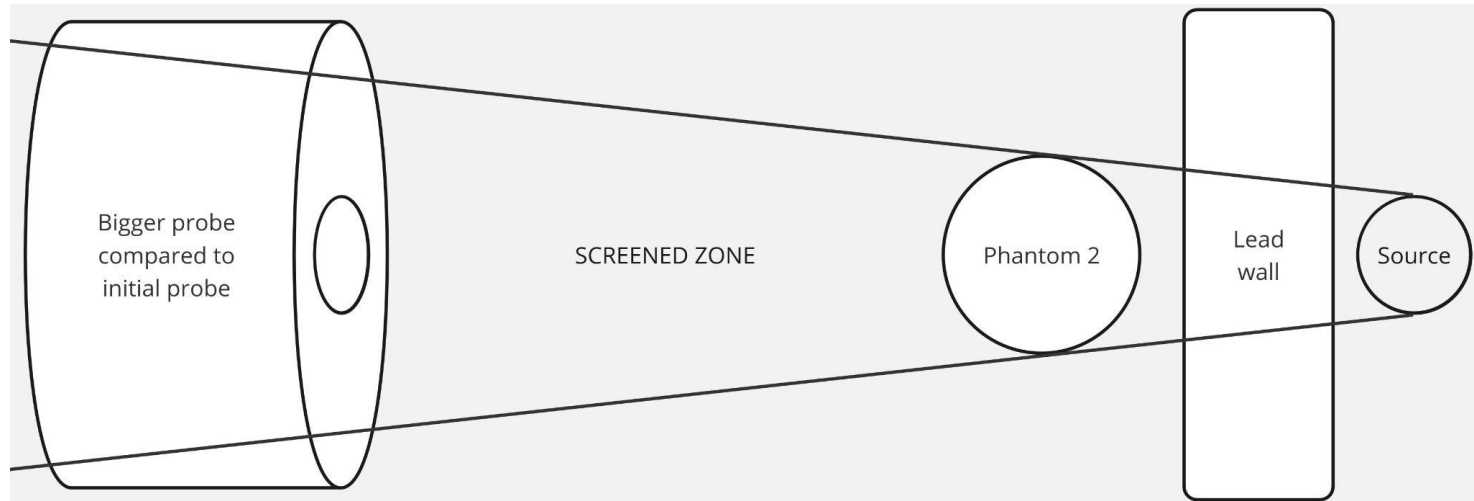 Bigger probe
compared to
initial probe
SCREENED ZONE
Phantom 2
Lead
wall
Source